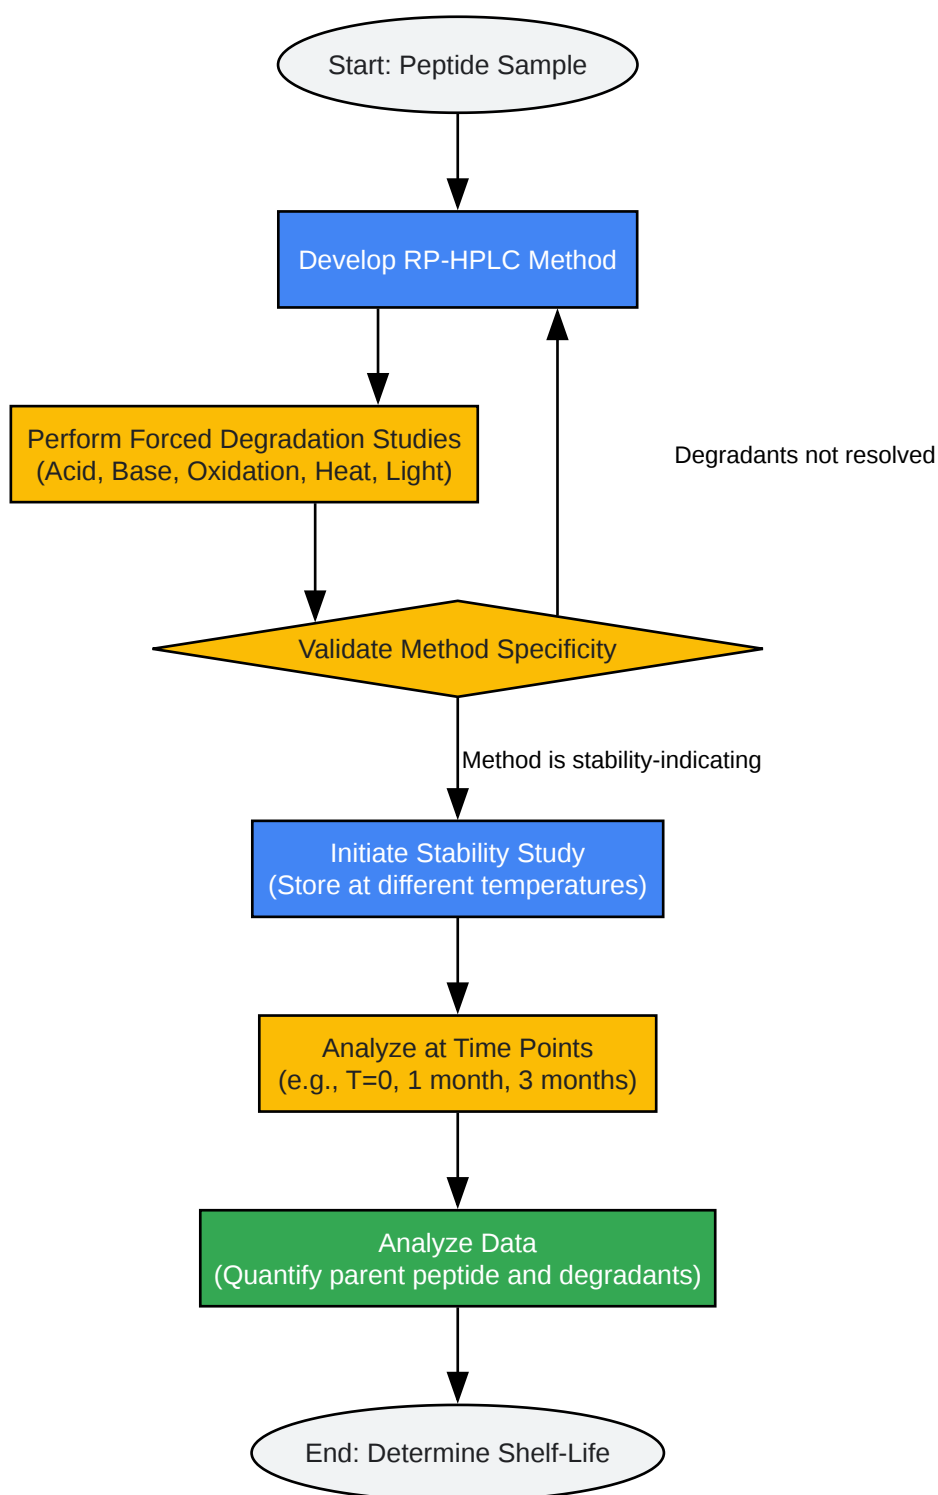 Start: Peptide Sample
Develop RP-HPLC Method
Perform Forced Degradation Studies
(Acid, Base, Oxidation, Heat, Light)
Degradants not resolved
Validate Method Specificity
Method is stability-indicating
Initiate Stability Study
(Store at different temperatures)
Analyze at Time Points
(e.g., T=0, 1 month, 3 months)
Analyze Data
(Quantify parent peptide and degradants)
End: Determine Shelf-Life